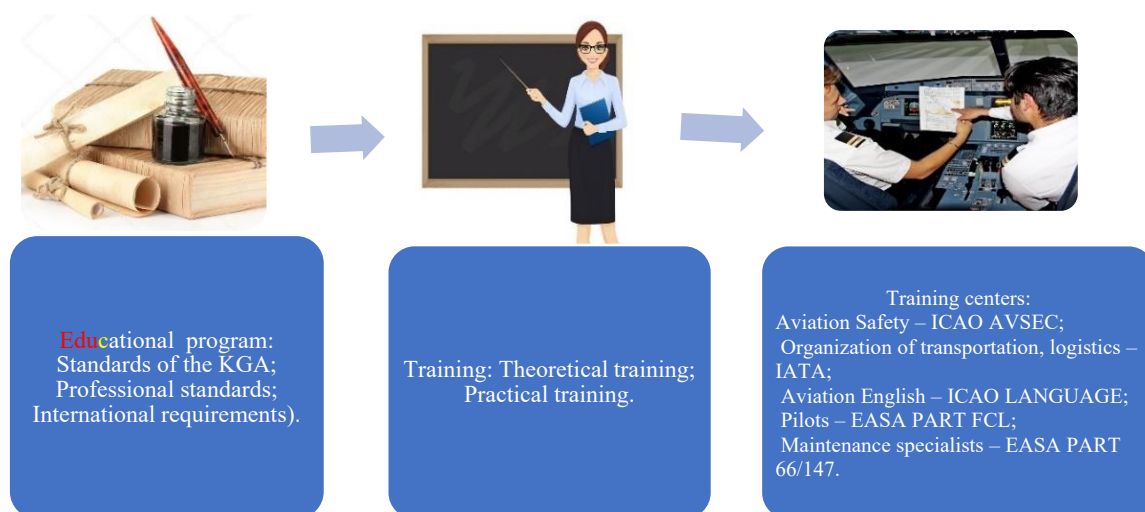 Educational program:
Standards of the KGA;
Professional standards;
International requirements).
Training: Theoretical training;
Practical training.
Training centers:
Aviation Safety – ICAO AVSEC;
Organization of transportation, logistics –
IATA;
Aviation English – ICAO LANGUAGE;
Pilots – EASA PART FCL;
Maintenance specialists – EASA PART
66/147.